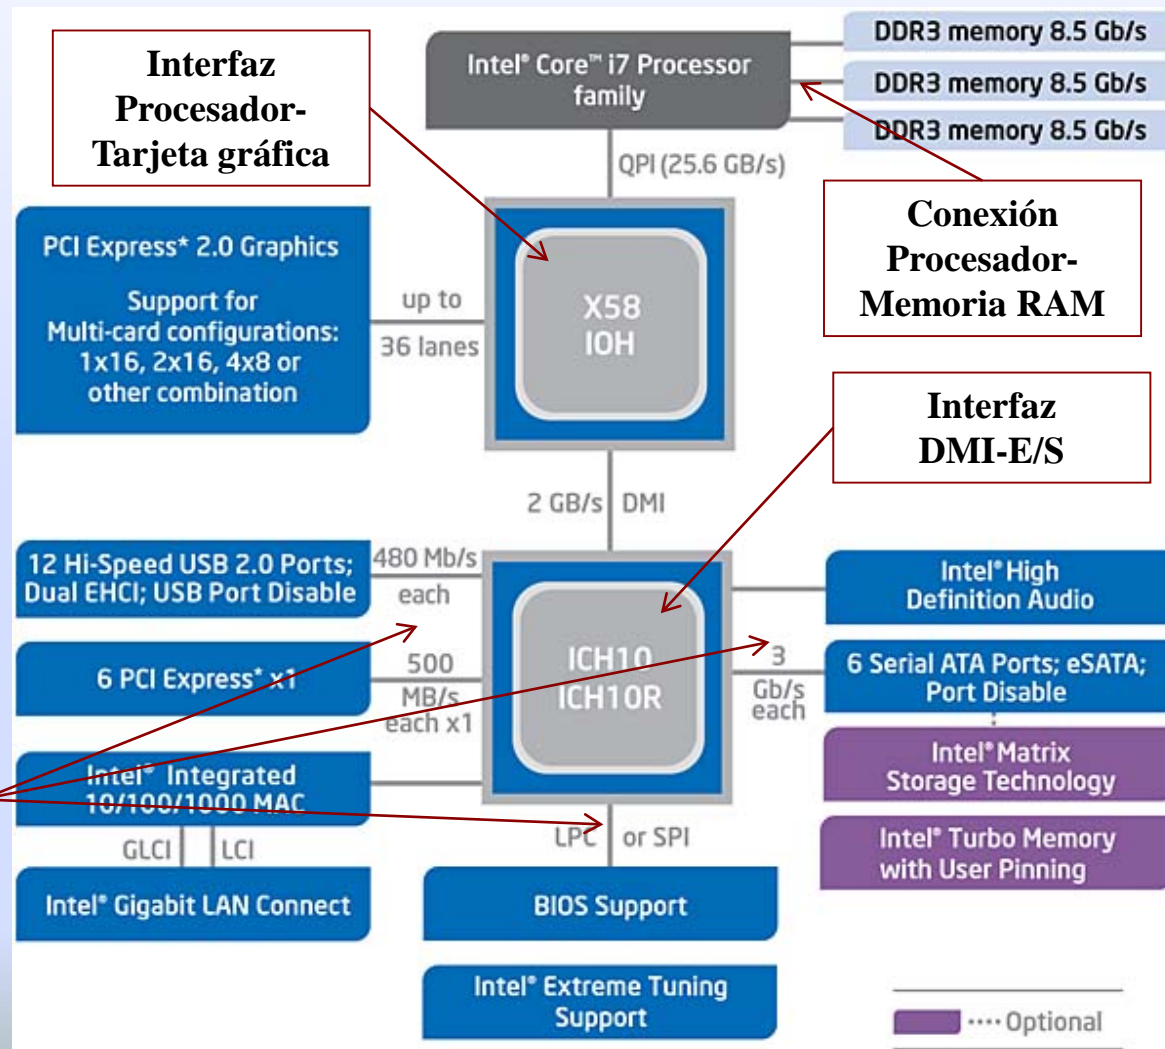 Interfaz
Procesador-
Tarjeta gráfica
Intel® Core™ i7 Processor
family
DDR3 memory 8.5 Gb/s
DDR3 memory 8.5 Gb/s
DDR3 memory 8.5 Gb/s
QPI (25.6 GB/s)
Conexión
Procesador-
Memoria RAM
PCI Express* 2.0 Graphics
Support for
Multi-card configurations:
1x16, 2x16, 4x8 or
other combination
up to
36 lanes
X58
IOH
Interfaz
DMI-E/S
2 GB/s DMI
12 Hi-Speed USB 2.0 Ports;
Dual EHCI; USB Port Disable
480 Mb/s
each
6 PCI Express* x1
500
MB/s
each x1
ICH10
ICH10R
Intel® High
Definition Audio
3
Gb/s
each
6 Serial ATA Ports; eSATA;
Port Disable
Intel® Matrix
Storage Technology
Intel® Turbo Memory
with User Pinning
Intel® Integrated
10/100/1000 MAC
GLCI LCI
Intel® Gigabit LAN Connect
LPC or SPI
BIOS Support
Intel® Extreme Tuning
Support
Optional